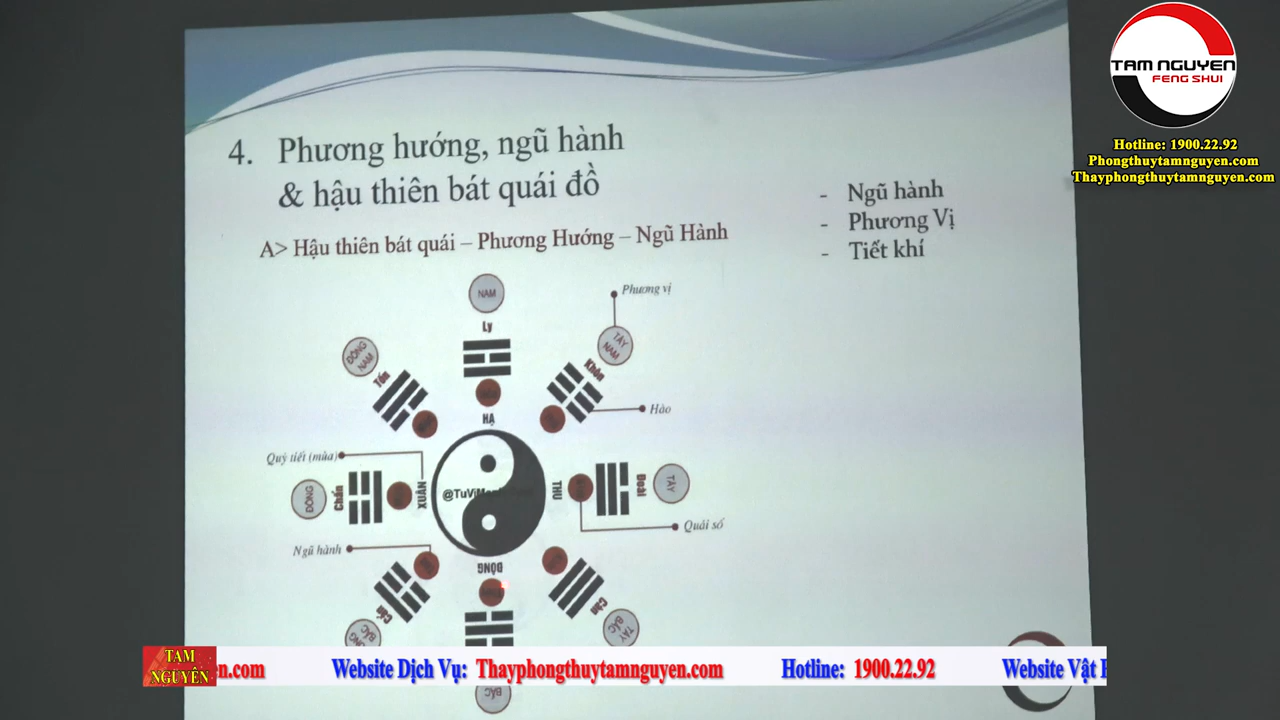 TAM NGUYEN
FENG SHUI
Hotline: 1900.22.92
Phongthuytamnguyen.com
Thayphongthuytamnguyen.com
4. Phương hướng, ngũ hành
& hậu thiên bát quái đồ
A> Hậu thiên bát quái – Phương Hướng – Ngũ Hành
- Ngũ hành
- Phương Vị
- Tiết khí
NAM
Ly
Phương vị
ĐÔNG
NAM
Tốn
TÂY
NAM
Khôn
HẠ
Hào
Quý tiết (mùa)
ĐÔNG
Chấn
XUÂN
THU
Đoài
TÂY
Quái số
Ngũ hành
ĐÔNG
Cấn
BẮC
Càn
TÂY
BẮC
TAM
NGUYÊN
n.com
Website Dịch Vụ: Thayphongthuytamnguyen.com
Hotline: 1900.22.92
Website Vật
BẮC